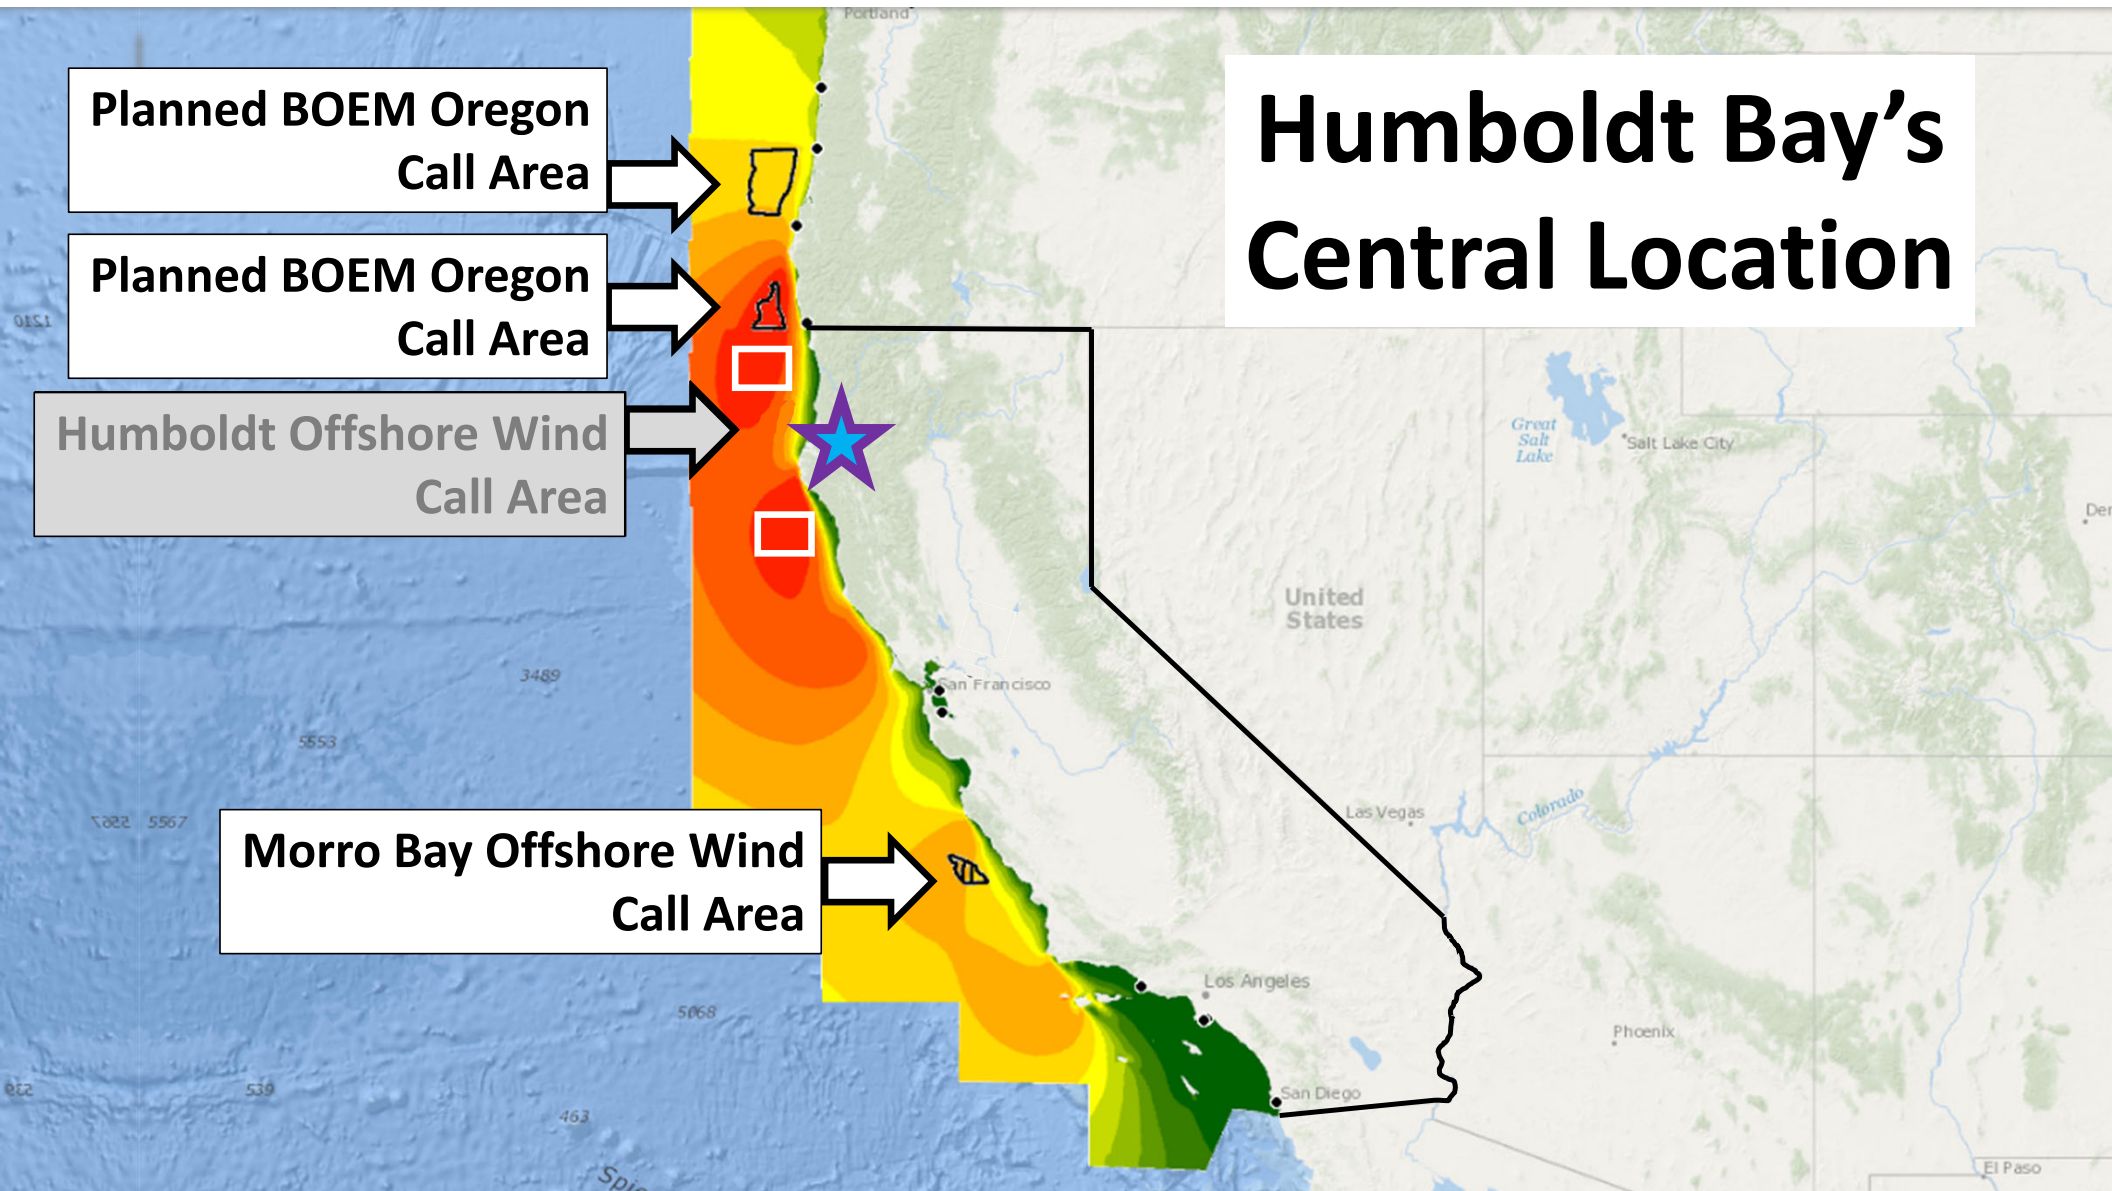 Portland
Planned BOEM Oregon
Call Area
Humboldt Bay's
Central Location
Planned BOEM Oregon
Call Area
Humboldt Offshore Wind
Call Area
Great
Salt
Lake
Salt Lake City
Den
United
States
San Francisco
3489
5553
5567
Las Vegas
Colorado
Morro Bay Offshore Wind
Call Area
Los Angeles
5068
Phoenix
San Diego
539
463
El Paso